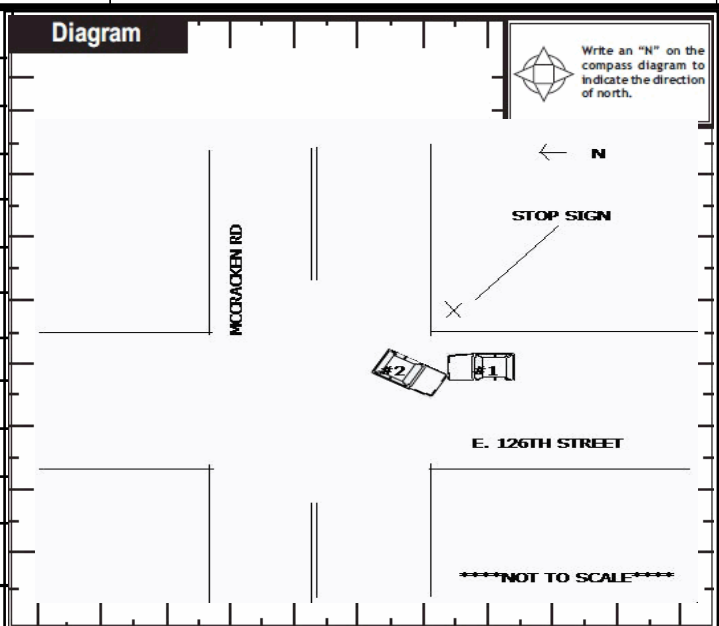 Diagram
Write an “N” on the
compass diagram to
indicate the direction
of north.
N
STOP SIGN
MCCRACKEN RD
#2
#1
E. 126TH STREET
****NOT TO SCALE****